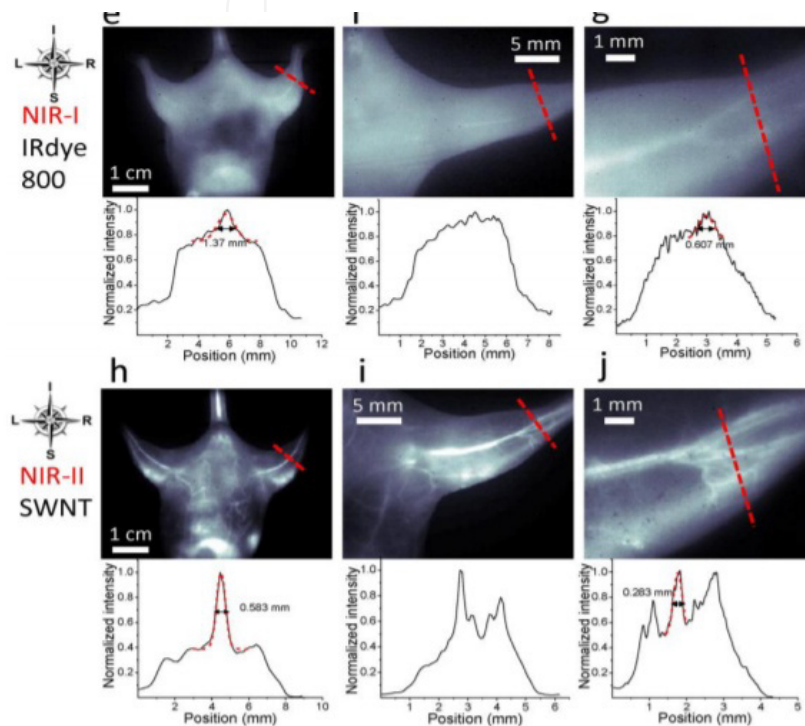 e f g
I
L R
S
NIR-I
IRdye
800
1 cm
5 mm
1 mm
Normalized intensity
1.0
0.8
0.6
0.4
0.2
1.37 mm
2 4 6 8 10 12
Position (mm)
Normalized intensity
1.0
0.8
0.6
0.4
0.2
0 1 2 3 4 5 6 7 8
Position (mm)
Normalized intensity
1.0
0.8
0.6
0.4
0.2
0.607 mm
0 1 2 3 4 5 6
Position (mm)
h i j
I
L R
S
NIR-II
SWNT
1 cm
5 mm
1 mm
Normalized intensity
1.0
0.8
0.6
0.4
0.2
0.583 mm
0 2 4 6 8 10
Position (mm)
Normalized intensity
1.0
0.8
0.6
0.4
0.2
0 1 2 3 4 5 6
Position (mm)
Normalized intensity
1.0
0.8
0.6
0.4
0.2
0.283 mm
0 1 2 3 4 5
Position (mm)